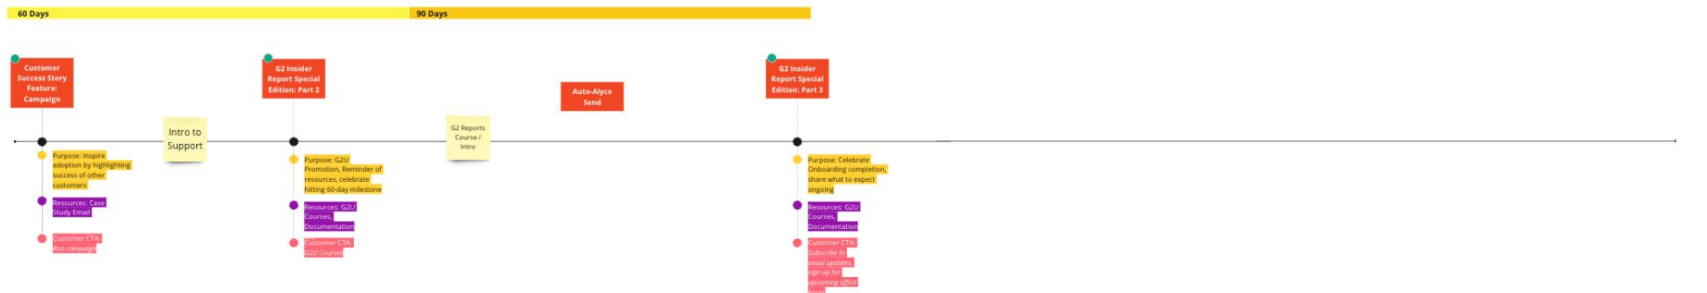 60 Days
90 Days
Customer
Success Story
Feature:
Campaign
G2 Insider
Report Special
Edition: Part 2
Auto-Alyce
Send
G2 Insider
Report Special
Edition: Part 3
Intro to
Support
G2 Reports
Course /
Intro
Purpose: Inspire
adoption by highlighting
success of other
customers
Resources: Case
Study Email
Customer CTA:
Run campaign
Purpose: G2U
Promotion, Reminder of
resources, celebrate
hitting 60-day milestone
Resources: G2U
Courses,
Documentation
Customer CTA:
G2U Courses
Purpose: Celebrate
Onboarding completion,
share what to expect
ongoing
Resources: G2U
Courses,
Documentation
Customer CTA:
Subscribe to
email updates,
sign up for
upcoming office